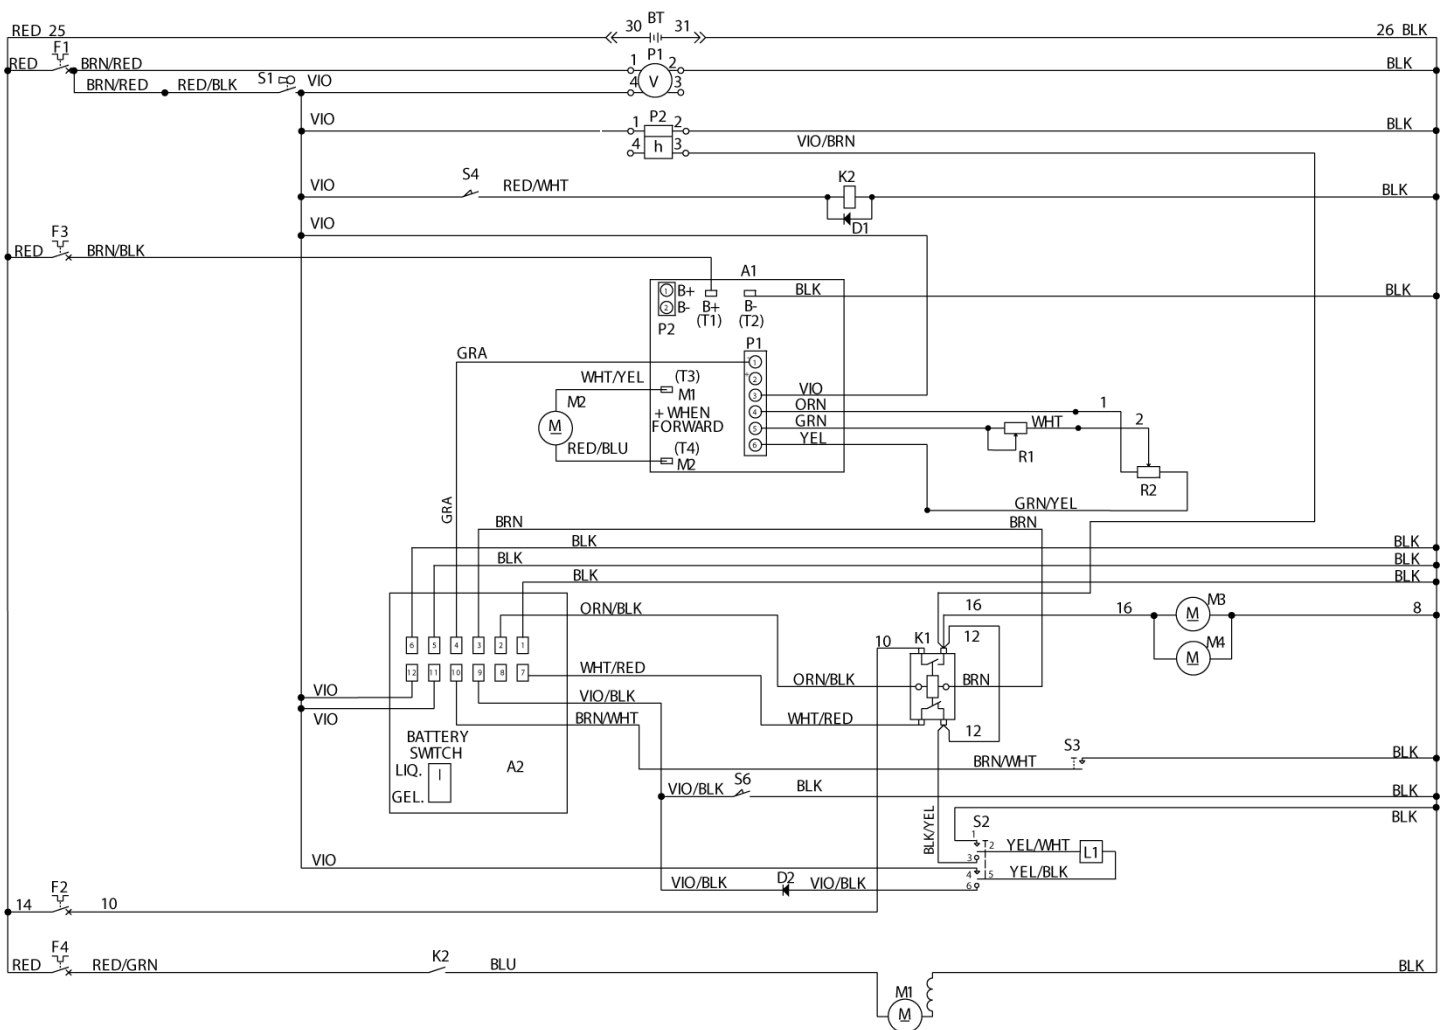 RED 25 30 BT 31 26 BLK
F1 P1
RED BRN/RED 1 2 BLK
BRN/RED RED/BLK S1 VIO 4 V 3
VIO 1 P2 2 BLK
4 h 3 VIO/BRN
VIO S4 RED/WHT K2 BLK
D1
VIO
F3
RED BRN/BLK
A1
1 B+ BLK BLK
2 B- B+ B-
P2 (T1) (T2)
P1
GRA 1
WHT/YEL (T3) 2
M1 3 VIO
M2 + WHEN 4 ORN 1
M FORWARD 5 GRN WHT 2
RED/BLU (T4) 6 YEL
M2 R1
R2
GRA GRN/YEL
BRN BRN
BLK BLK
BLK BLK
BLK BLK
ORN/BLK 16 16 M M3 8
6 5 4 3 2 1 10 K1 12
M M4
12 11 10 9 8 7 WHT/RED ORN/BLK BRN
VIO VIO/BLK
VIO BRN/WHT WHT/RED
12
BATTERY
SWITCH
LIQ. A2
GEL.
BRN/WHT S3 BLK
VIO/BLK S6 BLK BLK
BLK/YEL S2 BLK
1 2 YEL/WHT L1
3
VIO 4 5 YEL/BLK
VIO/BLK D2 VIO/BLK 6
F2
14 10
F4
RED RED/GRN K2 BLU BLK
M1
M